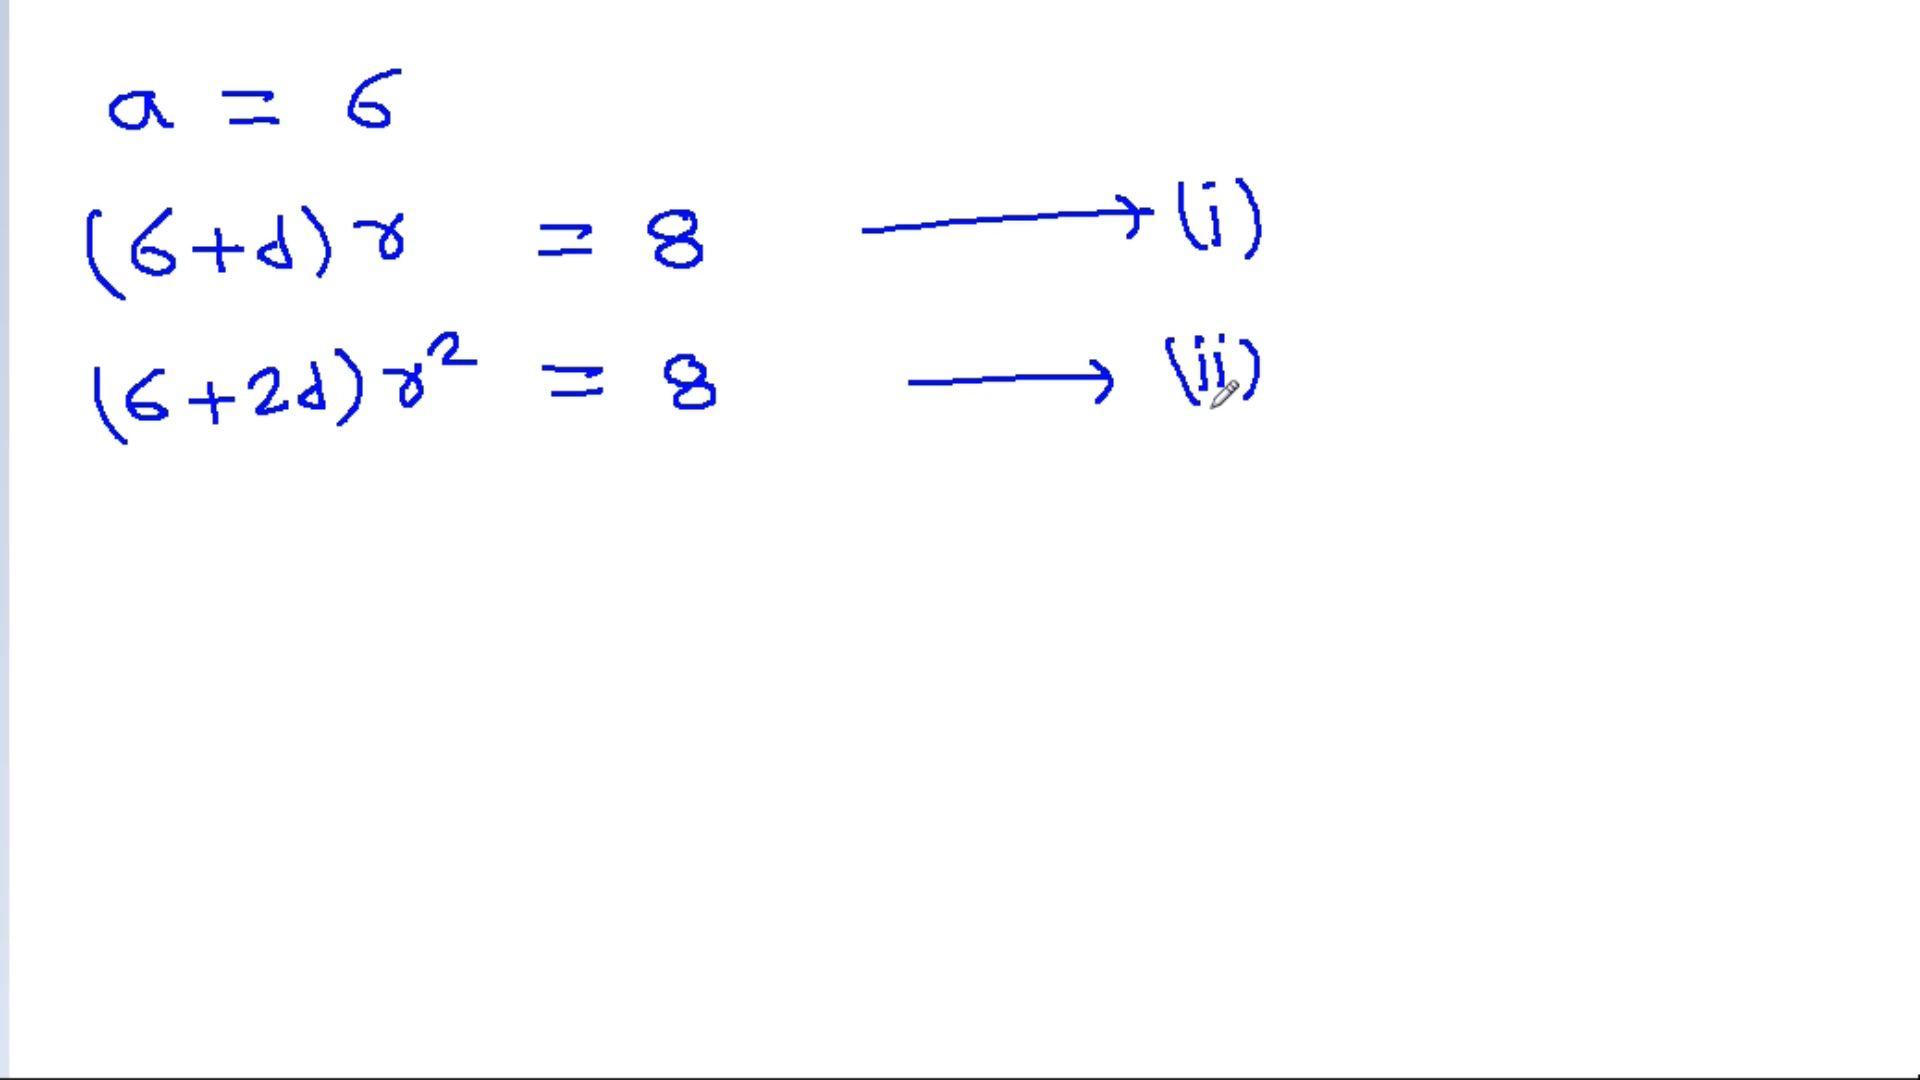 a = 6
(6+d)r = 8 ⟶ (i)
(6+2d)r² = 8 ⟶ (ii)